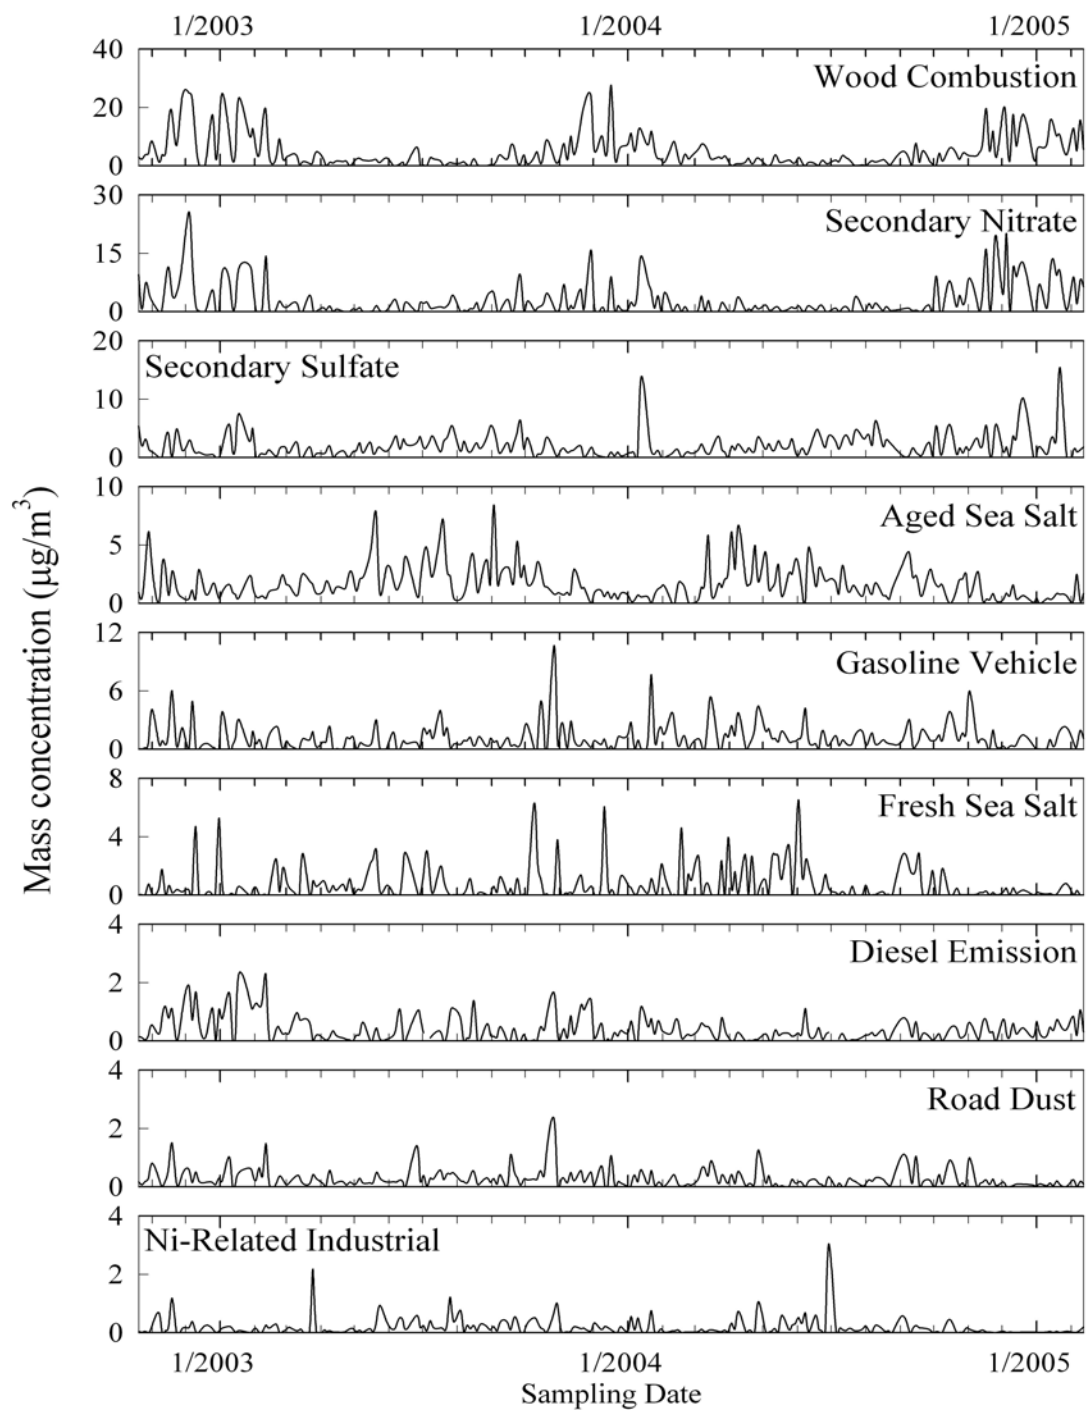 1/2003 1/2004 1/2005
40
Wood Combustion
20
0
30
Secondary Nitrate
15
0
20
Secondary Sulfate
10
0
10
Aged Sea Salt
5
0
12
Gasoline Vehicle
6
0
8
Fresh Sea Salt
4
0
4
Diesel Emission
2
0
4
Road Dust
2
0
4
Ni-Related Industrial
2
0
Mass concentration (μg/m³)
1/2003 1/2004 1/2005
Sampling Date